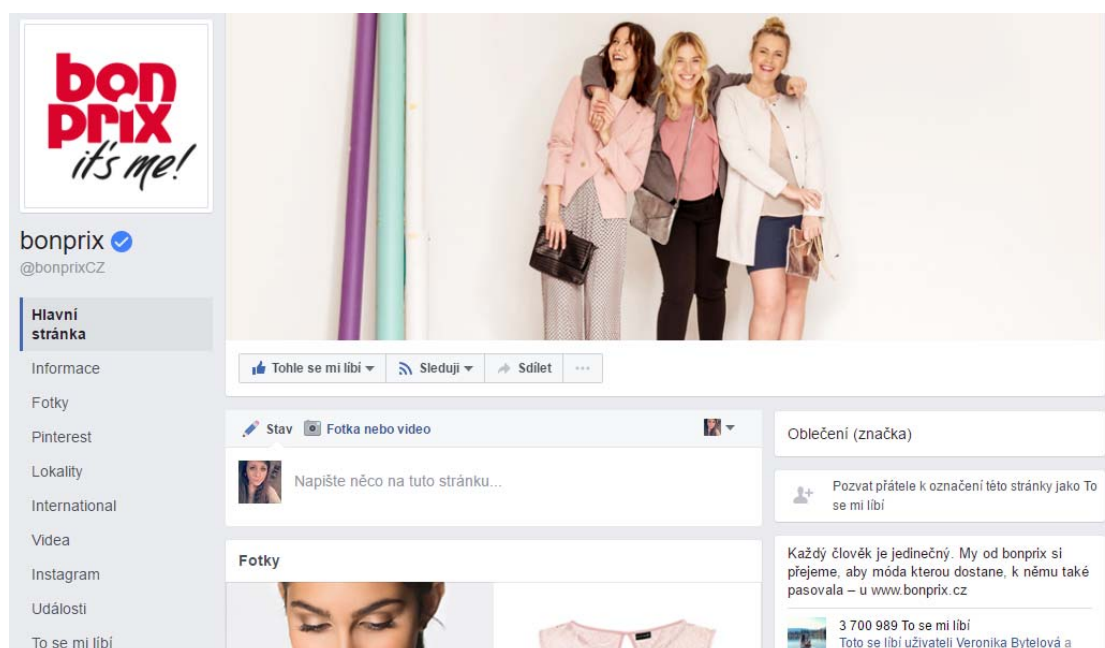 bon
prix
it's me!
bonprix
@bonprixCZ
Hlavní
stránka
Informace
Fotky
Pinterest
Lokality
International
Videa
Instagram
Události
To se mi líbí
Tohle se mi líbí
Sleduji
Sdílet
Stav
Fotka nebo video
Napište něco na tuto stránku...
Fotky
Oblečení (značka)
Pozvat přátele k označení této stránky jako To
se mi líbí
Každý člověk je jedinečný. My od bonprix si
přejeme, aby móda kterou dostane, k němu také
pasovala – u www.bonprix.cz
3 700 989 To se mi líbí
Toto se líbí uživateli Veronika Bytelová a